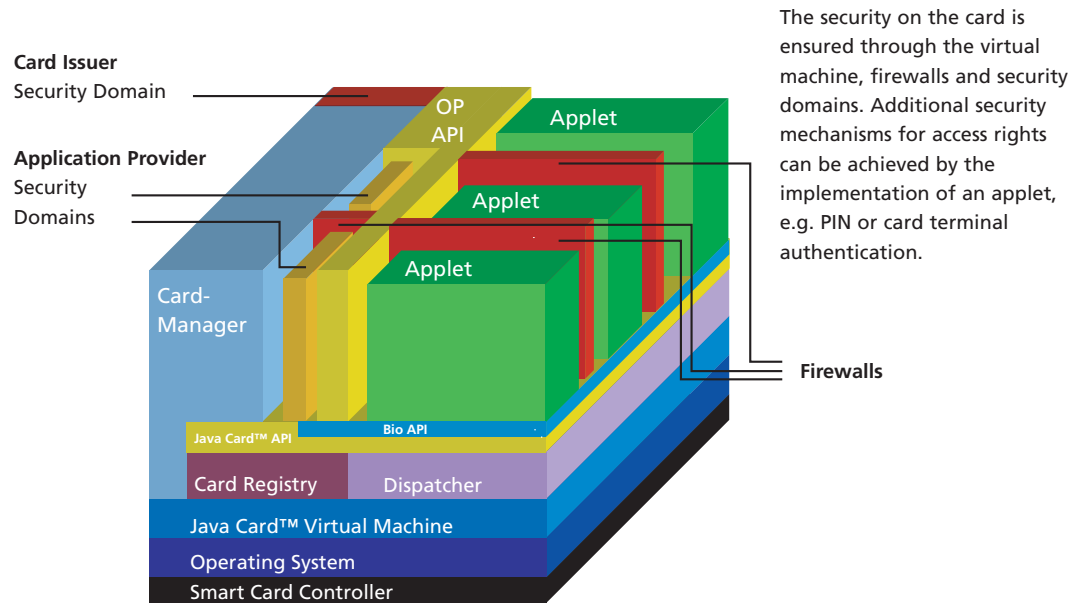 The security on the card is
ensured through the virtual
machine, firewalls and security
domains. Additional security
mechanisms for access rights
can be achieved by the
implementation of an applet,
e.g. PIN or card terminal
authentication.
Card Issuer
Security Domain
Application Provider
Security
Domains
OP
API
Applet
Applet
Applet
Card-
Manager
Firewalls
Bio API
Java Card™ API
Card Registry
Dispatcher
Java Card™ Virtual Machine
Operating System
Smart Card Controller